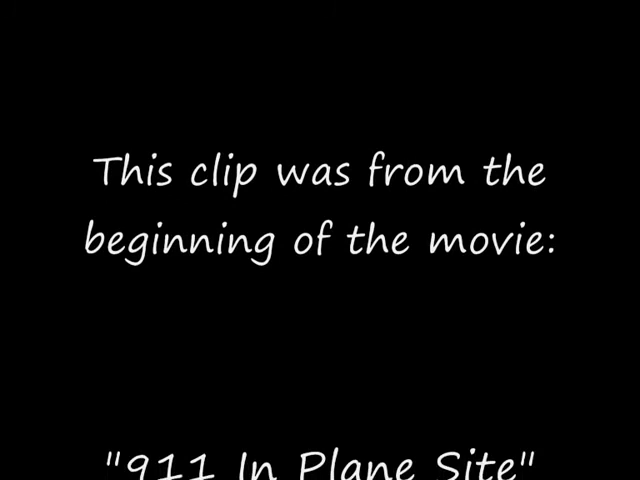 This clip was from the
beginning of the movie:
"911 In Plane Site"